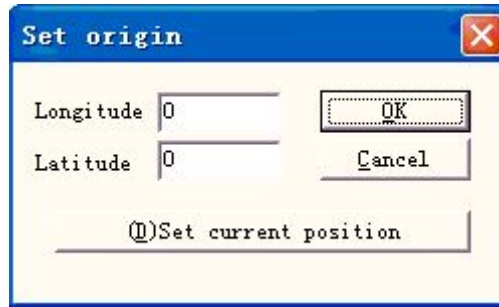 Set origin
Longitude 0 OK
Latitude 0 Cancel
(D)Set current position